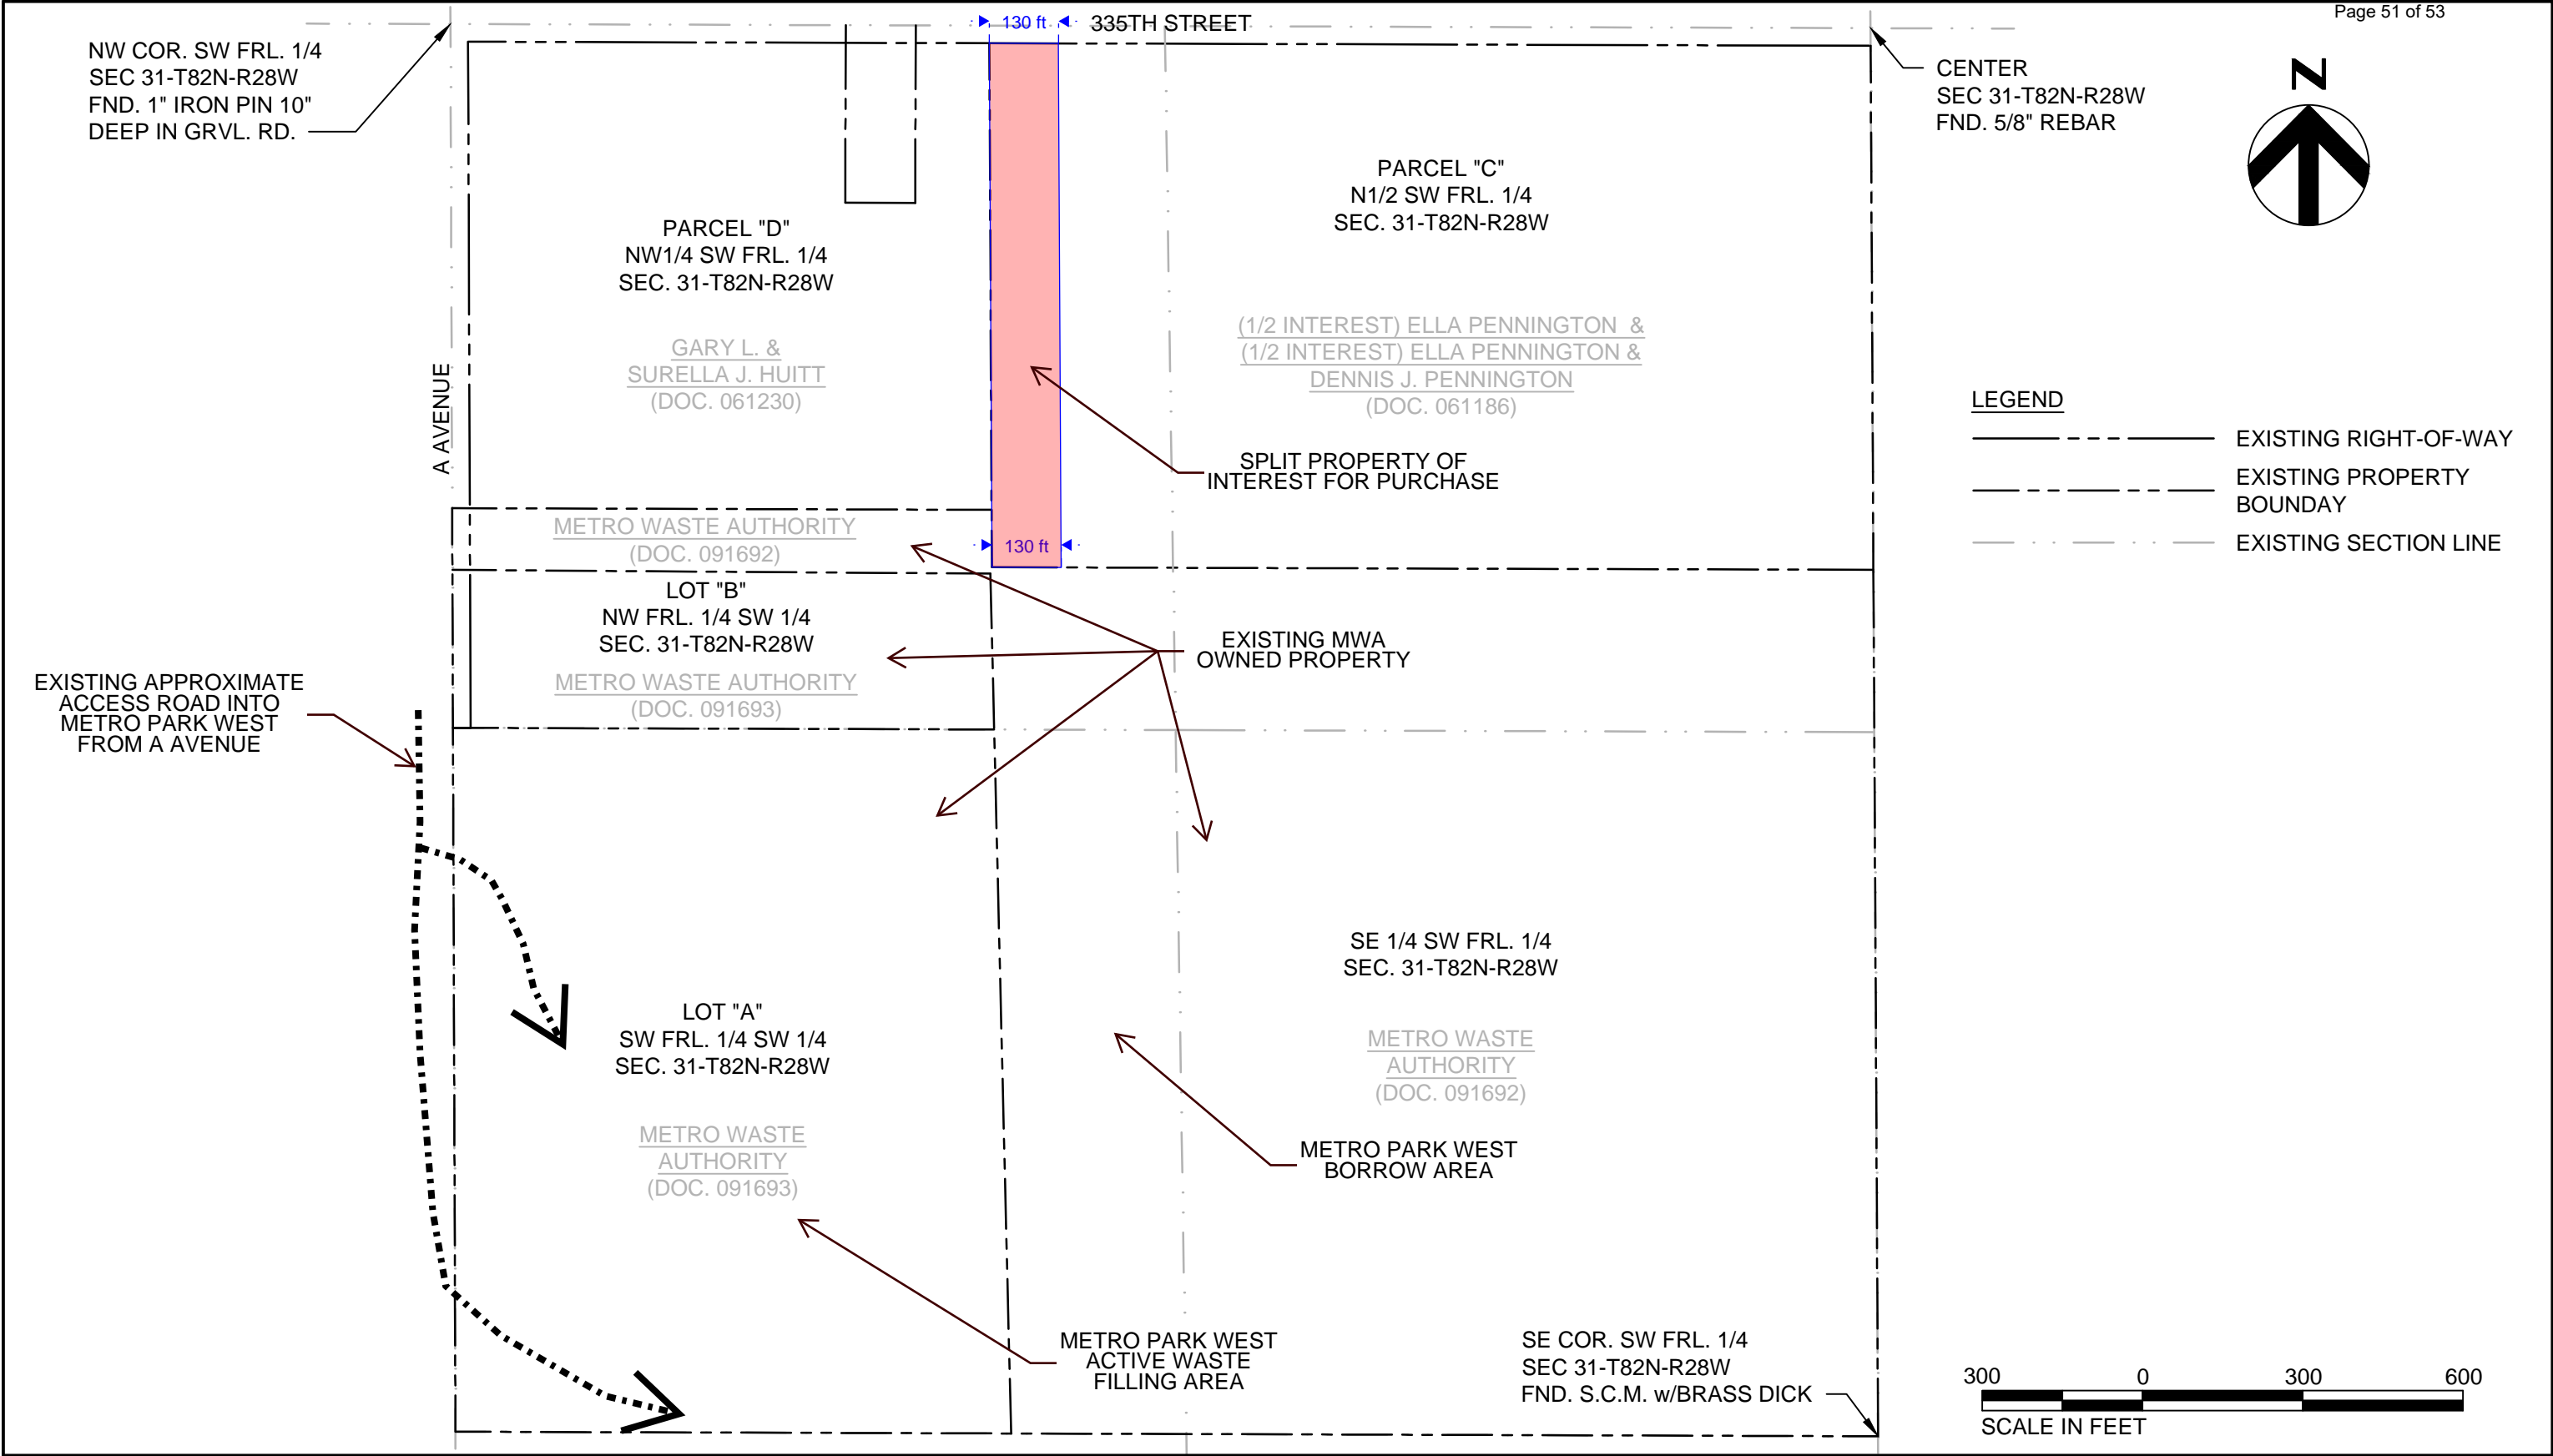 Page 51 of 53
130 ft
335TH STREET
NW COR. SW FRL. 1/4
SEC 31-T82N-R28W
FND. 1" IRON PIN 10"
DEEP IN GRVL. RD.
CENTER
SEC 31-T82N-R28W
FND. 5/8" REBAR
N
PARCEL "C"
N1/2 SW FRL. 1/4
SEC. 31-T82N-R28W
PARCEL "D"
NW1/4 SW FRL. 1/4
SEC. 31-T82N-R28W
GARY L. &
SURELLA J. HUITT
(DOC. 061230)
(1/2 INTEREST) ELLA PENNINGTON &
(1/2 INTEREST) ELLA PENNINGTON &
DENNIS J. PENNINGTON
(DOC. 061186)
A AVENUE
SPLIT PROPERTY OF
INTEREST FOR PURCHASE
LEGEND
EXISTING RIGHT-OF-WAY
EXISTING PROPERTY
BOUNDAY
EXISTING SECTION LINE
METRO WASTE AUTHORITY
(DOC. 091692)
130 ft
LOT "B"
NW FRL. 1/4 SW 1/4
SEC. 31-T82N-R28W
METRO WASTE AUTHORITY
(DOC. 091693)
EXISTING MWA
OWNED PROPERTY
EXISTING APPROXIMATE
ACCESS ROAD INTO
METRO PARK WEST
FROM A AVENUE
SE 1/4 SW FRL. 1/4
SEC. 31-T82N-R28W
METRO WASTE
AUTHORITY
(DOC. 091692)
LOT "A"
SW FRL. 1/4 SW 1/4
SEC. 31-T82N-R28W
METRO WASTE
AUTHORITY
(DOC. 091693)
METRO PARK WEST
BORROW AREA
METRO PARK WEST
ACTIVE WASTE
FILLING AREA
SE COR. SW FRL. 1/4
SEC 31-T82N-R28W
FND. S.C.M. w/BRASS DICK
300 0 300 600
SCALE IN FEET